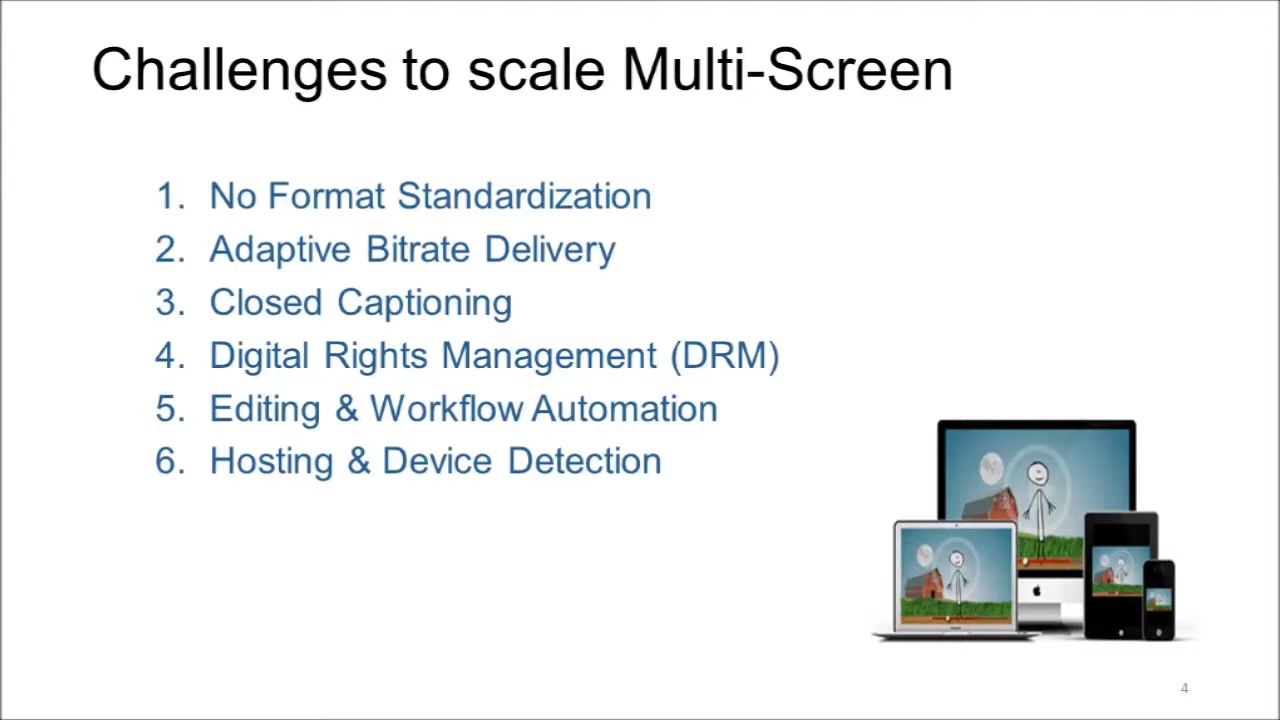 Challenges to scale Multi-Screen
1. No Format Standardization
2. Adaptive Bitrate Delivery
3. Closed Captioning
4. Digital Rights Management (DRM)
5. Editing & Workflow Automation
6. Hosting & Device Detection
4